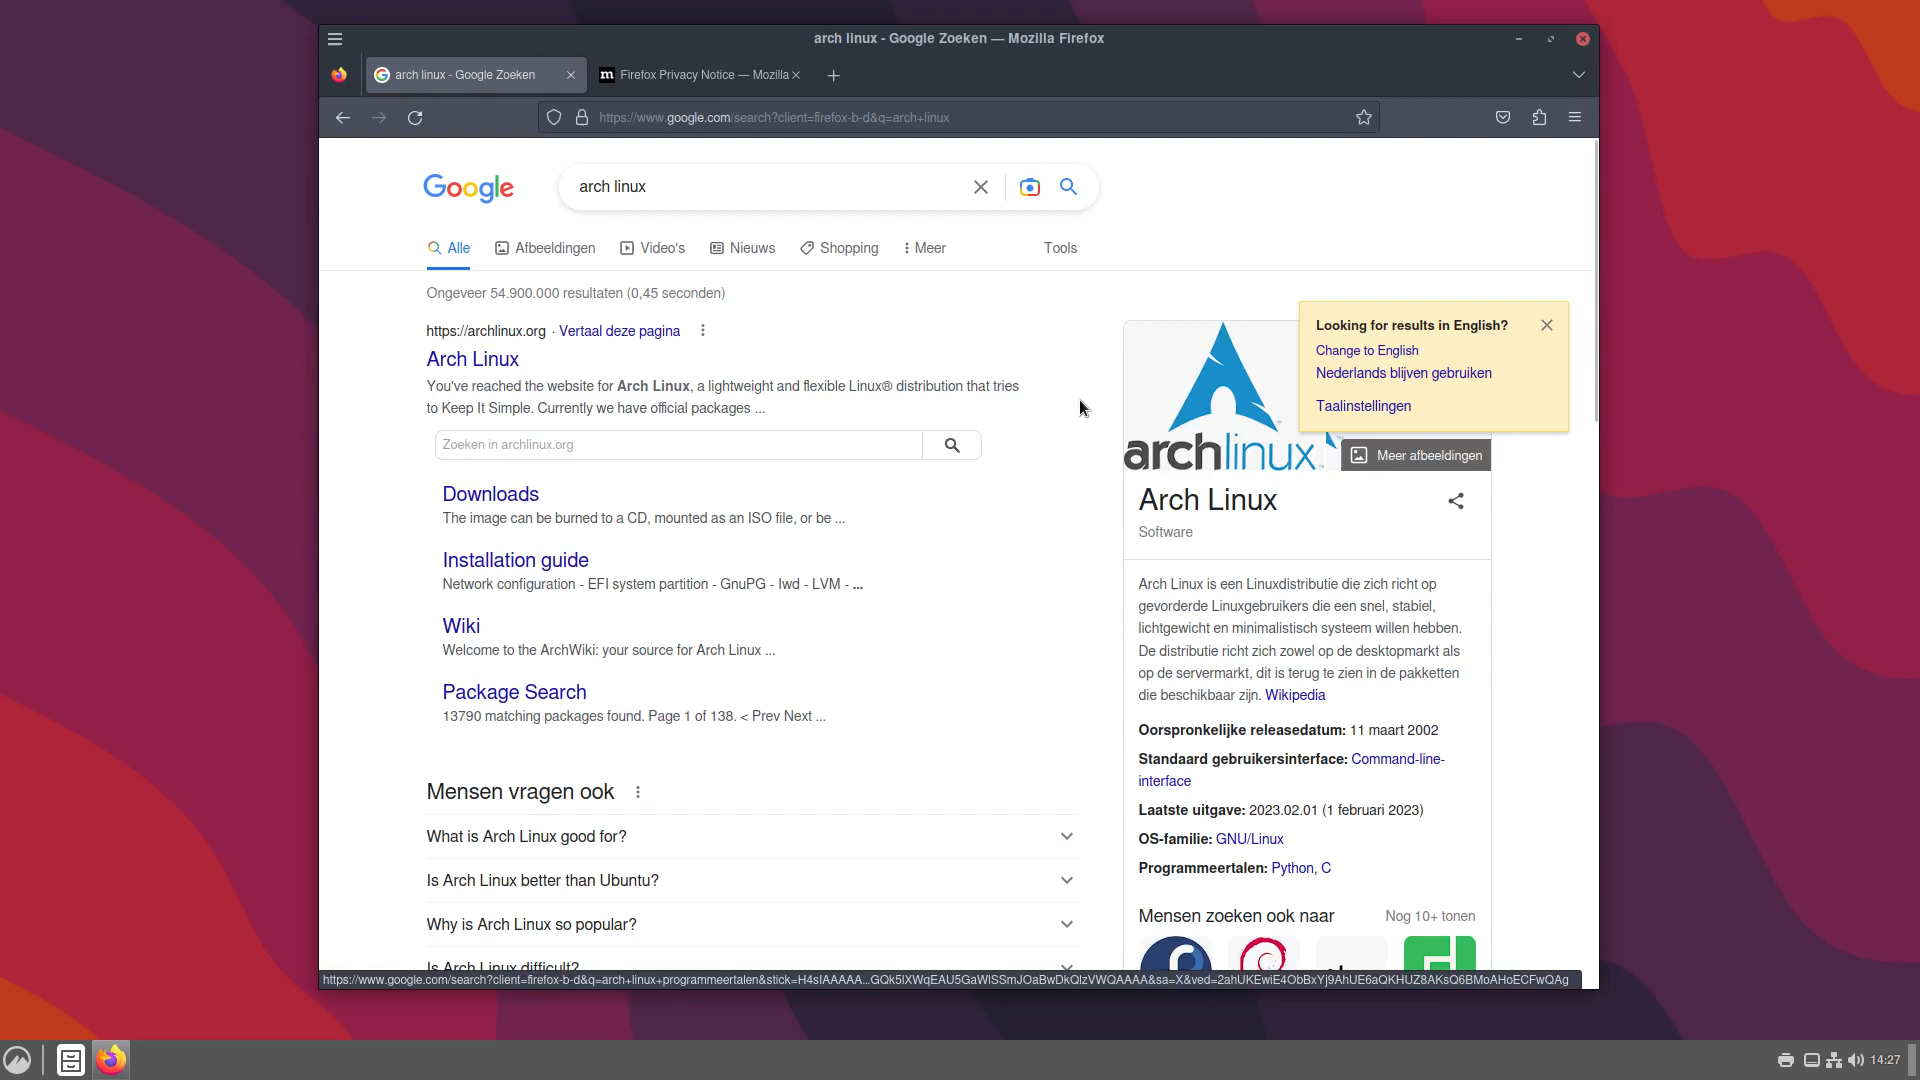 arch linux - Google Zoeken — Mozilla Firefox
arch linux - Google Zoeken
m Firefox Privacy Notice — Mozilla
https://www.google.com/search?client=firefox-b-d&q=arch+linux
Google
arch linux
Alle
Afbeeldingen
Video's
Nieuws
Shopping
Meer
Tools
Ongeveer 54.900.000 resultaten (0,45 seconden)
https://archlinux.org · Vertaal deze pagina
Arch Linux
You've reached the website for Arch Linux, a lightweight and flexible Linux® distribution that tries
to Keep It Simple. Currently we have official packages ...
Zoeken in archlinux.org
Downloads
The image can be burned to a CD, mounted as an ISO file, or be ...
Installation guide
Network configuration - EFI system partition - GnuPG - Iwd - LVM - ...
Wiki
Welcome to the ArchWiki: your source for Arch Linux ...
Package Search
13790 matching packages found. Page 1 of 138. < Prev Next ...
Mensen vragen ook
What is Arch Linux good for?
Is Arch Linux better than Ubuntu?
Why is Arch Linux so popular?
Is Arch Linux difficult?
Looking for results in English?
Change to English
Nederlands blijven gebruiken
Taalinstellingen
archlinux™
Meer afbeeldingen
Arch Linux
Software
Arch Linux is een Linuxdistributie die zich richt op
gevorderde Linuxgebruikers die een snel, stabiel,
lichtgewicht en minimalistisch systeem willen hebben.
De distributie richt zich zowel op de desktopmarkt als
op de servermarkt, dit is terug te zien in de pakketten
die beschikbaar zijn. Wikipedia
Oorspronkelijke releasedatum: 11 maart 2002
Standaard gebruikersinterface: Command-line-
interface
Laatste uitgave: 2023.02.01 (1 februari 2023)
OS-familie: GNU/Linux
Programmeertalen: Python, C
Mensen zoeken ook naar
Nog 10+ tonen
https://www.google.com/search?client=firefox-b-d&q=arch+linux+programmeertalen&stick=H4sIAAAAA...GQk5IXWqEAU5GaWlSSmJOaBwDkQlzVWQAAAA&sa=X&ved=2ahUKEwiE4ObBxYj9AhUE6aQKHUZ8AKsQ6BMoAHoECFwQAg
14:27